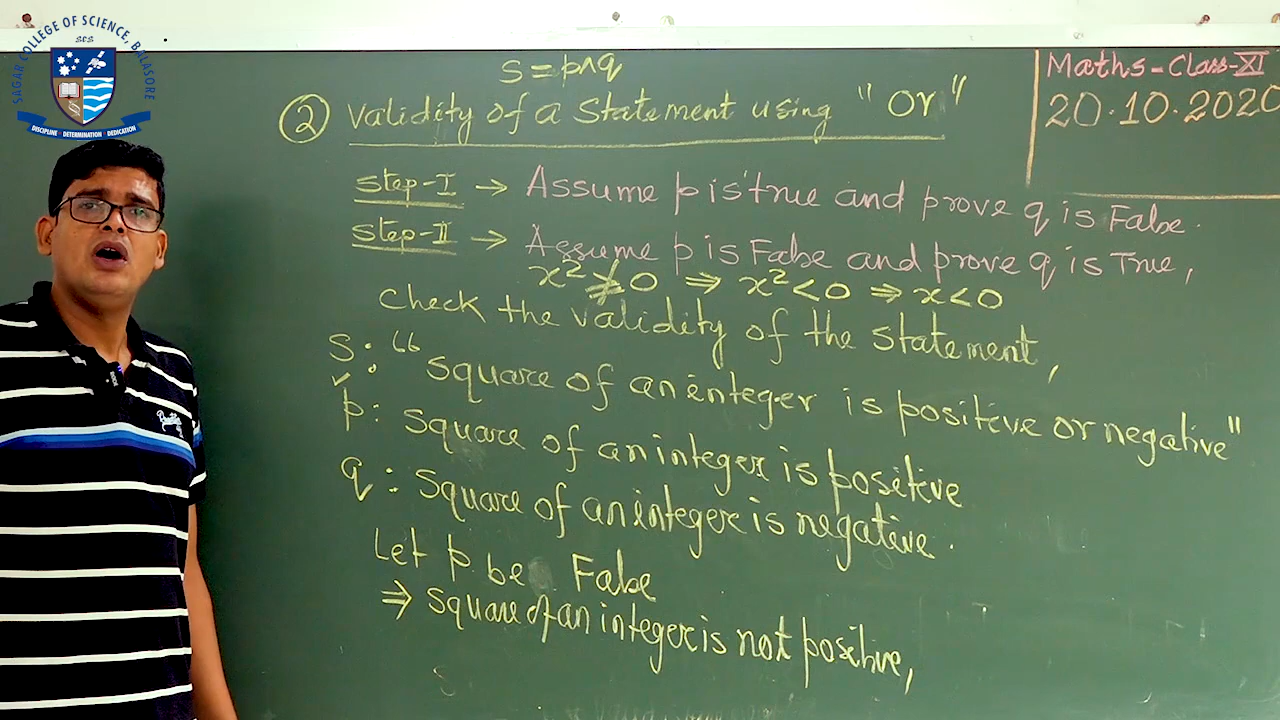 SAGAR COLLEGE OF SCIENCE, BALASORE
SCS
DISCIPLINE - DETERMINATION - DEDICATION
Maths - Class-XI
20.10.2020
S = p∧q
② Validity of a Statement using "Or"
Step-I → Assume p is true and prove q is False.
Step-II → Assume p is False and prove q is True,
x² ≯ 0 ⇒ x² < 0 ⇒ x < 0
Check the validity of the statement,
S: "Square of an integer is positive or negative"
p: Square of an integer is positive
q: Square of an integer is negative.
Let p be False
⇒ Square of an integer is not positive,